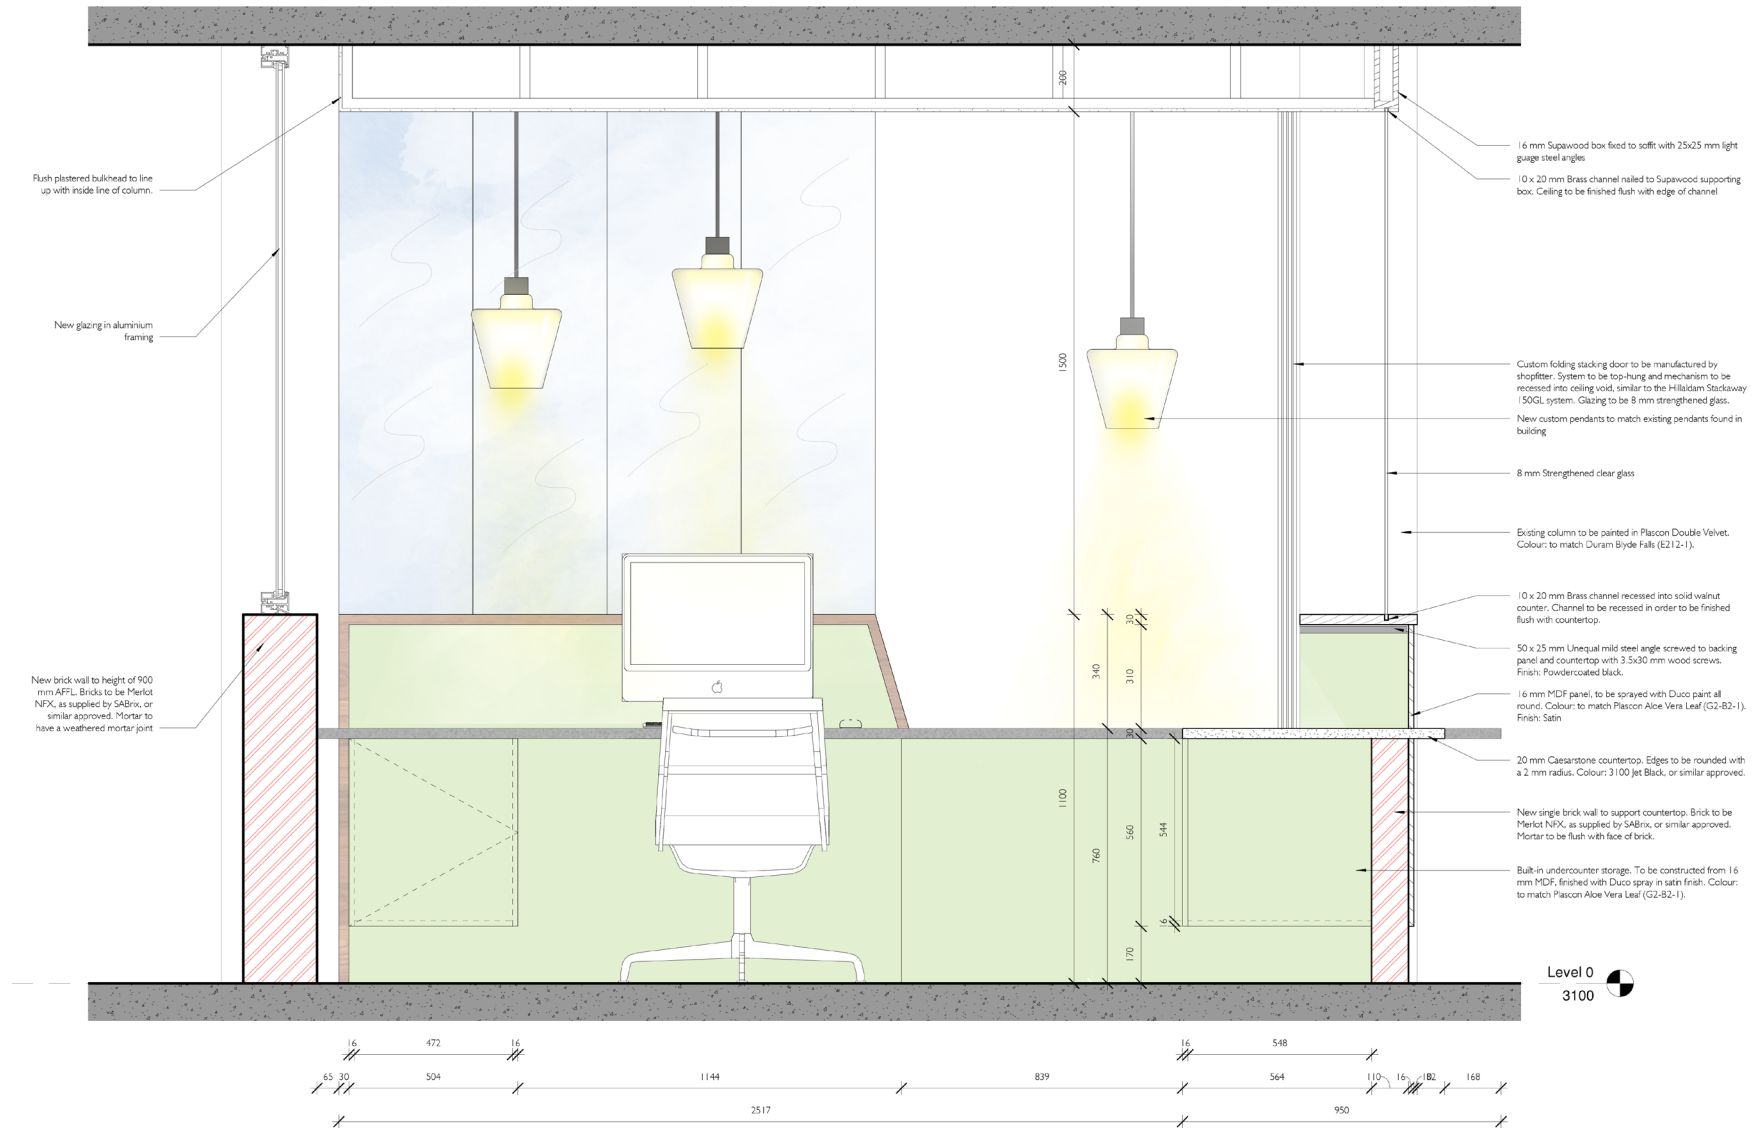 200
16 mm Supawood box fixed to soffit with 25x25 mm light
guage steel angles
10 x 20 mm Brass channel nailed to Supawood supporting
box. Ceiling to be finished flush with edge of channel
Flush plastered bulkhead to line
up with inside line of column.
New glazing in aluminium
framing
1500
Custom folding stacking door to be manufactured by
shopfitter. System to be top-hung and mechanism to be
recessed into ceiling void, similar to the Hillaldam Stackaway
150GL system. Glazing to be 8 mm strengthened glass.
New custom pendants to match existing pendants found in
building
8 mm Strengthened clear glass
Existing column to be painted in Plascon Double Velvet.
Colour: to match Duram Blyde Falls (E212-1).
10 x 20 mm Brass channel recessed into solid walnut
counter. Channel to be recessed in order to be finished
flush with countertop.
50 x 25 mm Unequal mild steel angle screwed to backing
panel and countertop with 3.5x30 mm wood screws.
Finish: Powdercoated black.
16 mm MDF panel, to be sprayed with Duco paint all
round. Colour: to match Plascon Aloe Vera Leaf (G2-B2-1).
Finish: Satin
New brick wall to height of 900
mm AFFL. Bricks to be Merlot
NFX, as supplied by SABrix, or
similar approved. Mortar to
have a weathered mortar joint
30
340
310
30
20 mm Caesarstone countertop. Edges to be rounded with
a 2 mm radius. Colour: 3100 Jet Black, or similar approved.
1100
760
560
544
16
170
New single brick wall to support countertop. Brick to be
Merlot NFX, as supplied by SABrix, or similar approved.
Mortar to be flush with face of brick.
Built-in undercounter storage. To be constructed from 16
mm MDF, finished with Duco spray in satin finish. Colour:
to match Plascon Aloe Vera Leaf (G2-B2-1).
Level 0
3100
16 472 16 16 548
65 30 504 1144 839 564 110 16 168
2517 950